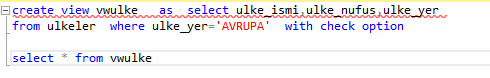 create view vwulke   as  select ulke_ismi,ulke_nufus,ulke_yer
from ulkeler  where ulke_yer='AVRUPA'  with check option
select * from vwulke